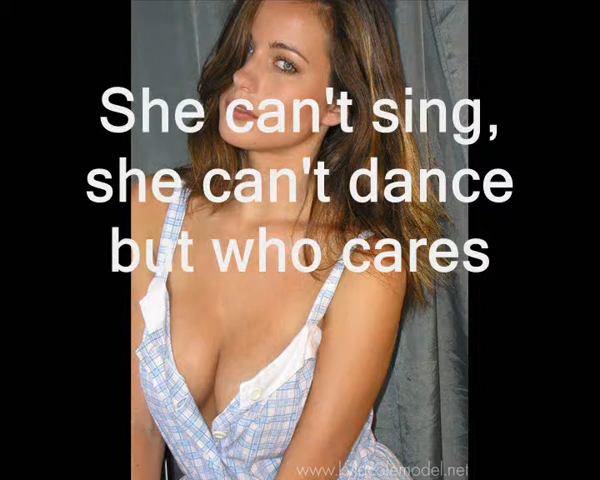 She can't sing,
she can't dance
but who cares